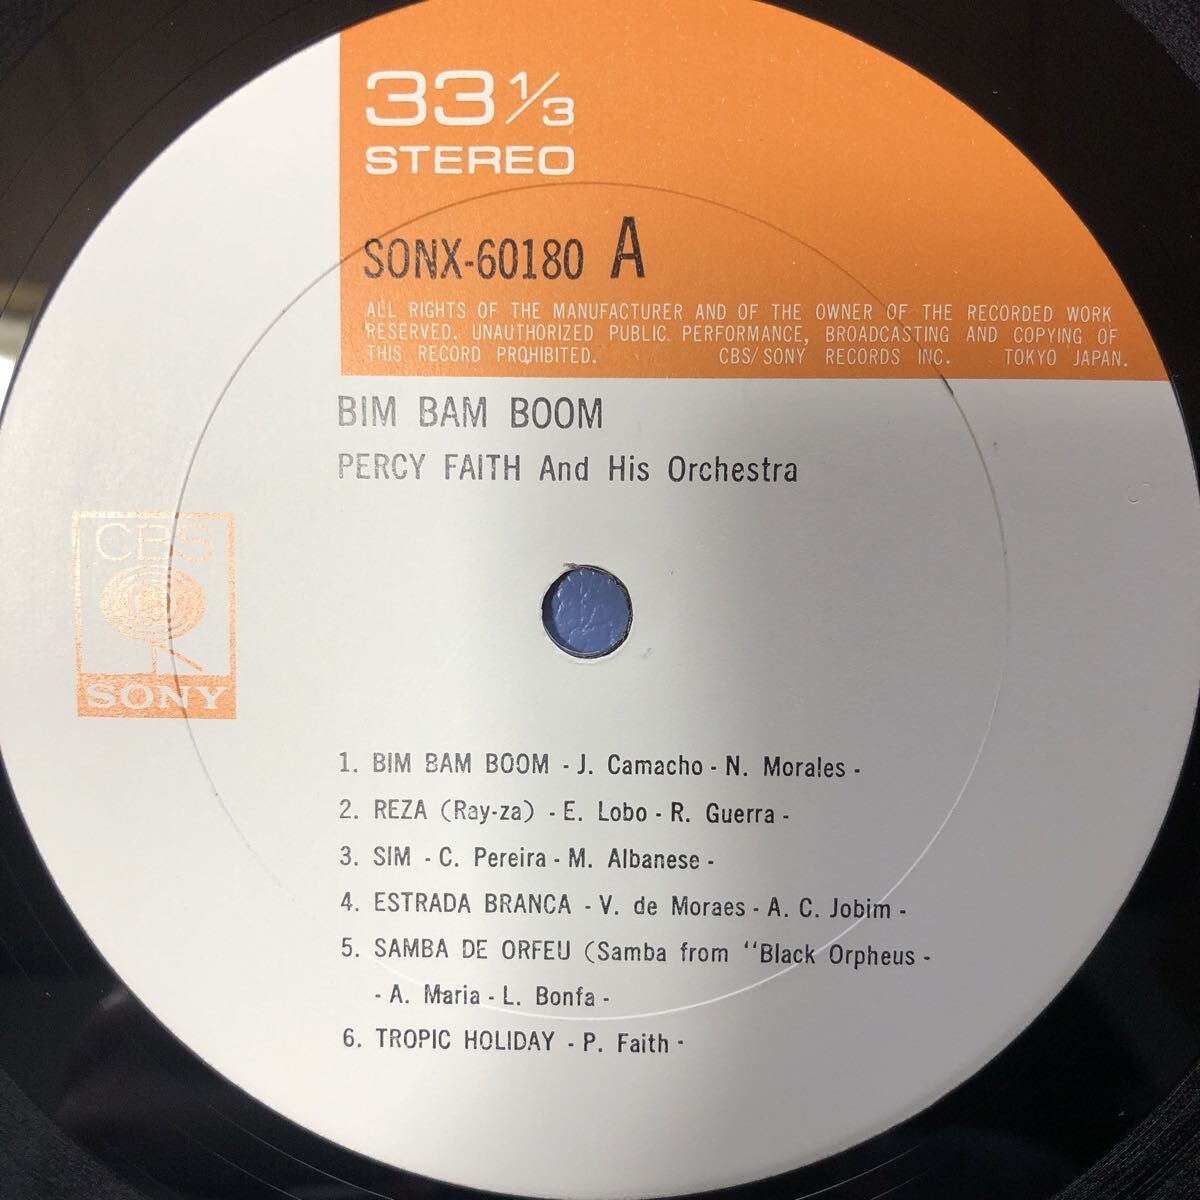 33 1/3
STEREO
SONX-60180 A
ALL RIGHTS OF THE MANUFACTURER AND OF THE OWNER OF THE RECORDED WORK
RESERVED. UNAUTHORIZED PUBLIC PERFORMANCE, BROADCASTING AND COPYING OF
THIS RECORD PROHIBITED. CBS/SONY RECORDS INC. TOKYO JAPAN.
BIM BAM BOOM
PERCY FAITH And His Orchestra
CBS
SONY
1. BIM BAM BOOM - J. Camacho - N. Morales -
2. REZA (Ray-za) - E. Lobo - R. Guerra -
3. SIM - C. Pereira - M. Albanese -
4. ESTRADA BRANCA - V. de Moraes - A. C. Jobim -
5. SAMBA DE ORFEU (Samba from "Black Orpheus -
- A. Maria - L. Bonfa -
6. TROPIC HOLIDAY - P. Faith -